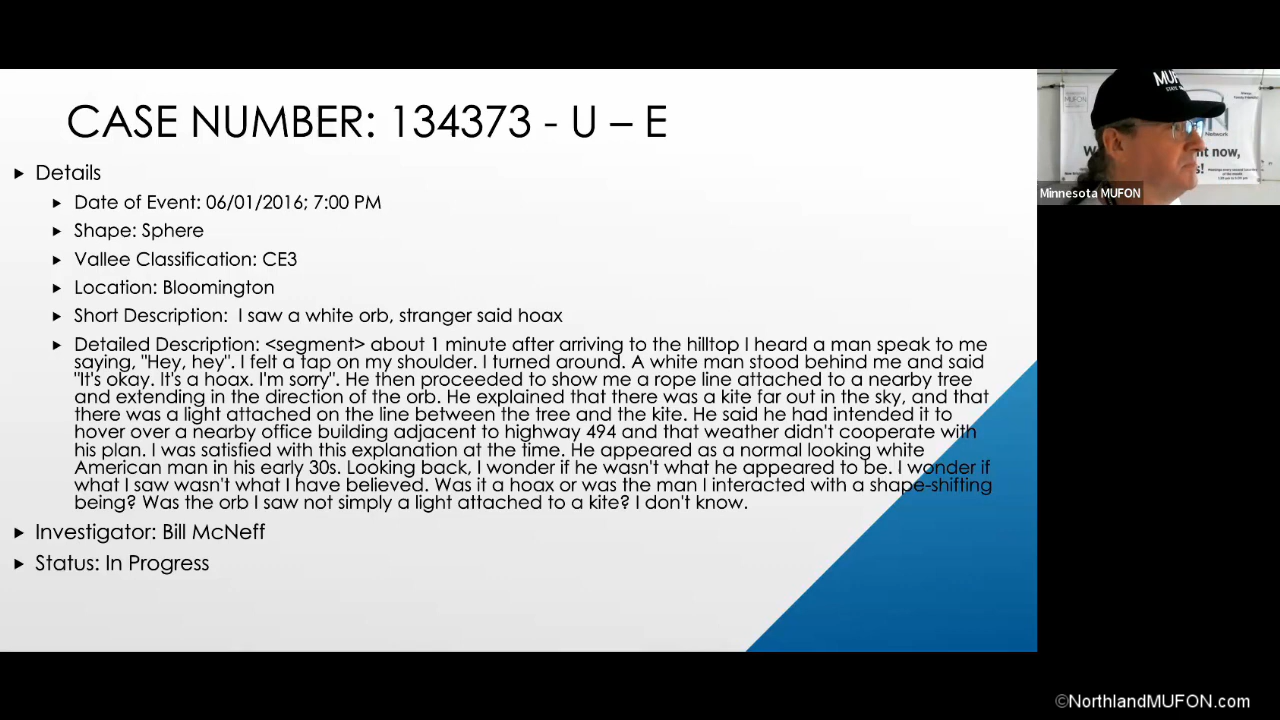 CASE NUMBER: 134373 - U – E
Details
Date of Event: 06/01/2016; 7:00 PM
Shape: Sphere
Vallee Classification: CE3
Location: Bloomington
Short Description: I saw a white orb, stranger said hoax
Detailed Description: <segment> about 1 minute after arriving to the hilltop I heard a man speak to me
saying, "Hey, hey". I felt a tap on my shoulder. I turned around. A white man stood behind me and said
"It's okay. It's a hoax. I'm sorry". He then proceeded to show me a rope line attached to a nearby tree
and extending in the direction of the orb. He explained that there was a kite far out in the sky, and that
there was a light attached on the line between the tree and the kite. He said he had intended it to
hover over a nearby office building adjacent to highway 494 and that weather didn't cooperate with
his plan. I was satisfied with this explanation at the time. He appeared as a normal looking white
American man in his early 30s. Looking back, I wonder if he wasn't what he appeared to be. I wonder if
what I saw wasn't what I have believed. Was it a hoax or was the man I interacted with a shape-shifting
being? Was the orb I saw not simply a light attached to a kite? I don't know.
Investigator: Bill McNeff
Status: In Progress
MUF
STATE
MUFON
Network
ht now,
Minnesota MUFON
©NorthlandMUFON.com